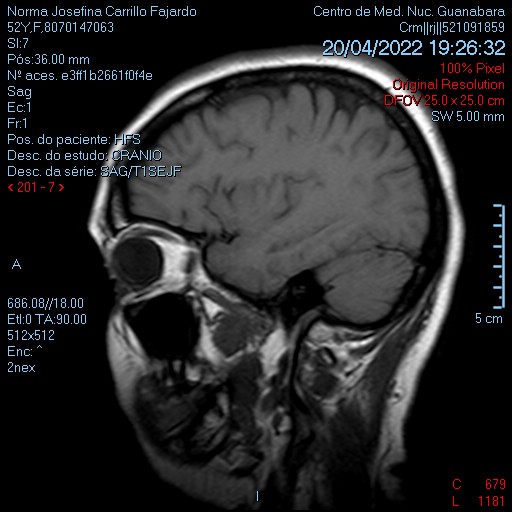 Norma Josefina Carrillo Fajardo
52Y,F,8070147063
SI:7
Pós:36.00 mm
Nº aces. e3ff1b2661f0f4e
Sag
Ec:1
Fr:1
Pos. do paciente: HFS
Desc. do estudo: CRANIO
Desc. da série: SAG/T1SEJF
< 201 - 7 >
Centro de Med. Nuc. Guanabara
Crm||rj||521091859
20/04/2022 19:26:32
100% Pixel
Original Resolution
DFOV 25.0 x 25.0 cm
SW 5.00 mm
A
686.08//18.00
Etl:0 TA:90.00
512x512
Enc: ^
2nex
5 cm
I
C 679
L 1181